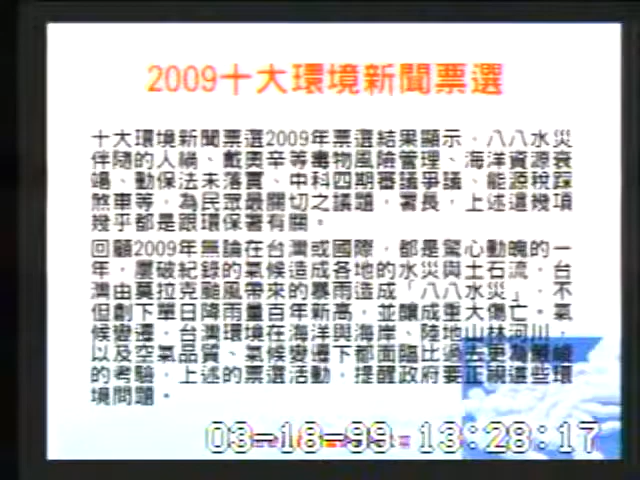 2009十大環境新聞票選
十大環境新聞票選2009年票選結果顯示，八八水災
伴隨的人禍、戴奧辛等毒物風險管理、海洋資源衰
竭、動保法未落實、中科四期審議爭議、能源稅踩
煞車等，為民眾最關切之議題，署長，上述這幾項
幾乎都是跟環保署有關。
回顧2009年無論在台灣或國際，都是驚心動魄的一
年，屢破紀錄的氣候造成各地的水災與土石流，台
灣由莫拉克颱風帶來的暴雨造成「八八水災」，不
但創下單日降雨量百年新高，並釀成重大傷亡。氣
候變遷，台灣環境在海洋與海岸、陸地山林河川，
以及空氣品質、氣候變遷下都面臨比過去更為嚴峻
的考驗，上述的票選活動，提醒政府要正視這些環
境問題。
03-18-99 13:28:17